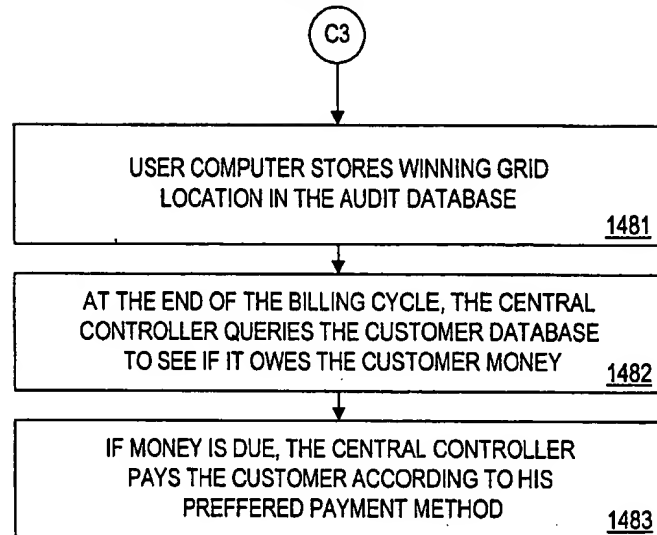 C3
USER COMPUTER STORES WINNING GRID
LOCATION IN THE AUDIT DATABASE
1481
AT THE END OF THE BILLING CYCLE, THE CENTRAL
CONTROLLER QUERIES THE CUSTOMER DATABASE
TO SEE IF IT OWES THE CUSTOMER MONEY
1482
IF MONEY IS DUE, THE CENTRAL CONTROLLER
PAYS THE CUSTOMER ACCORDING TO HIS
PREFFERED PAYMENT METHOD
1483